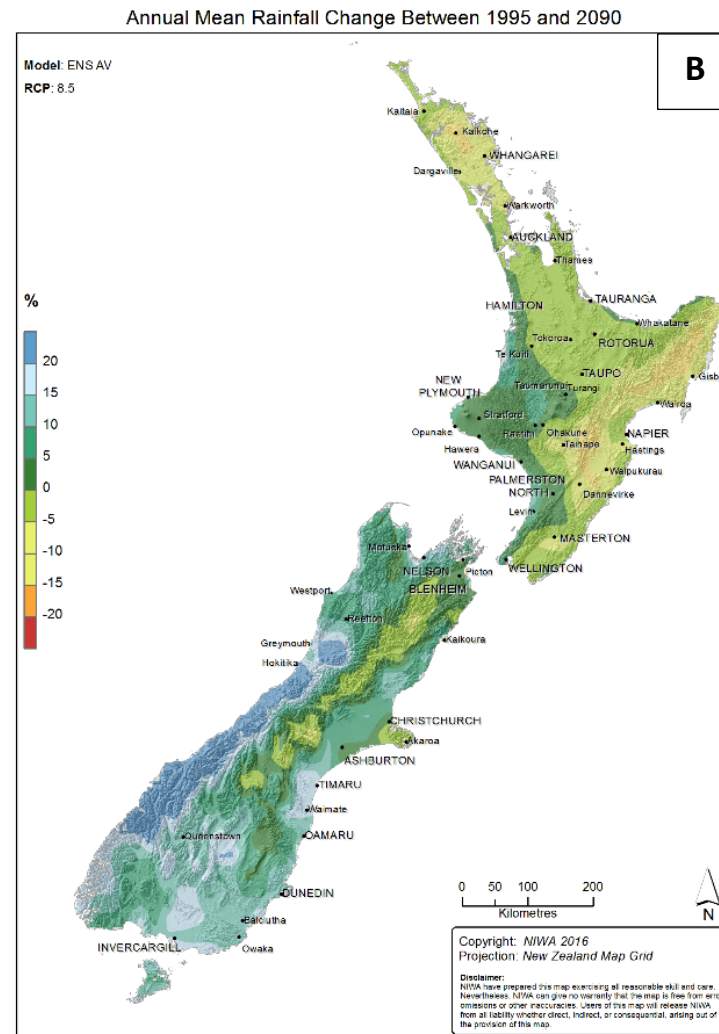 Annual Mean Rainfall Change Between 1995 and 2090
Model: ENS AV
RCP: 8.5
B
Kaitaia
Kaikohe
WHANGAREI
Dargaville
Warkworth
AUCKLAND
Thames
%
HAMILTON
TAURANGA
Whakatane
20
15
10
5
0
-5
-10
-15
-20
Tokoroa
ROTORUA
Te Kuiti
TAUPO
Gisb
Taumarunui
Turangi
NEW
PLYMOUTH
Wairoa
Stratford
Opunake
Ohakune
NAPIER
Hawera
Taihape
Hastings
WANGANUI
Waipukurau
PALMERSTON
NORTH
Dannevirke
Levin
MASTERTON
Motueka
NELSON
WELLINGTON
Picton
BLENHEIM
Westport
Reefton
Greymouth
Kaikoura
Hokitika
CHRISTCHURCH
Akaroa
ASHBURTON
TIMARU
Waimate
Queenstown
OAMARU
DUNEDIN
Balclutha
INVERCARGILL
Owaka
0 100 200
Kilometres
N
Copyright: NIWA 2016
Projection: New Zealand Map Grid
Disclaimer:
NIWA have prepared this map exercising all reasonable skill and care.
Nevertheless, NIWA can give no warranty that the map is free from erro
omissions or other inaccuracies. Users of this map will release NIWA
from all liability whether direct, indirect, or consequential, arising out of
the provision of this map.